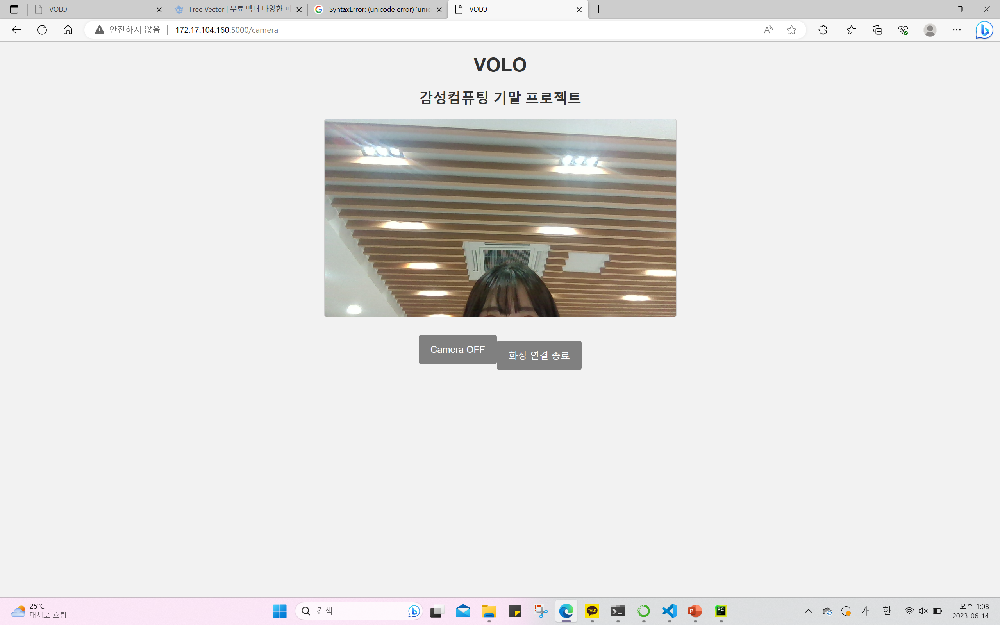 VOLO
Free Vector | 무료 벡터 다양한
SyntaxError: (unicode error) 'unic
VOLO
안전하지 않음
172.17.104.160:5000/camera
VOLO
감성컴퓨팅 기말 프로젝트
Camera OFF
화상 연결 종료
25°C
대체로 흐림
검색
TALK
P
PC
가
한
오후 1:08
2023-06-14